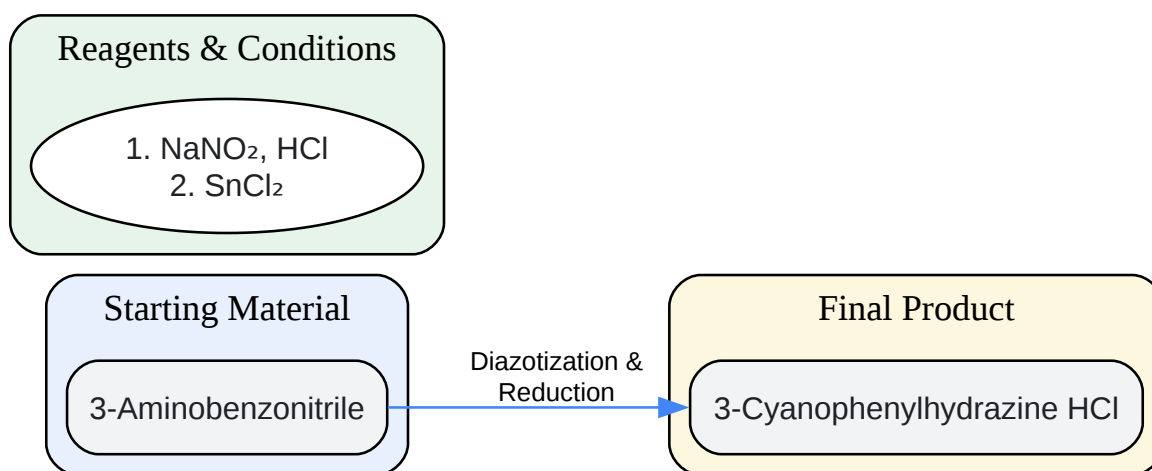 Reagents & Conditions
1. NaNO₂, HCl
2. SnCl₂
Starting Material
3-Aminobenzonitrile
Diazotization &
Reduction
Final Product
3-Cyanophenylhydrazine HCl